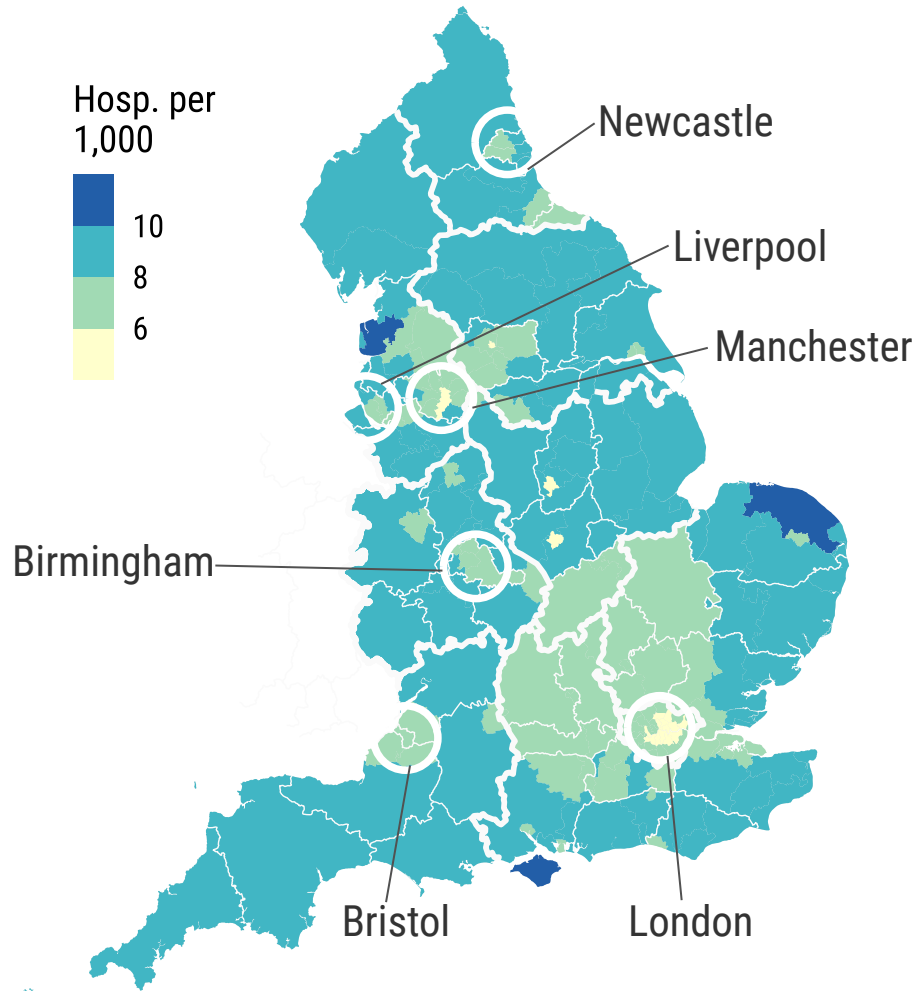 Hosp. per
1,000
10
8
6
Newcastle
Liverpool
Manchester
Birmingham
Bristol
London